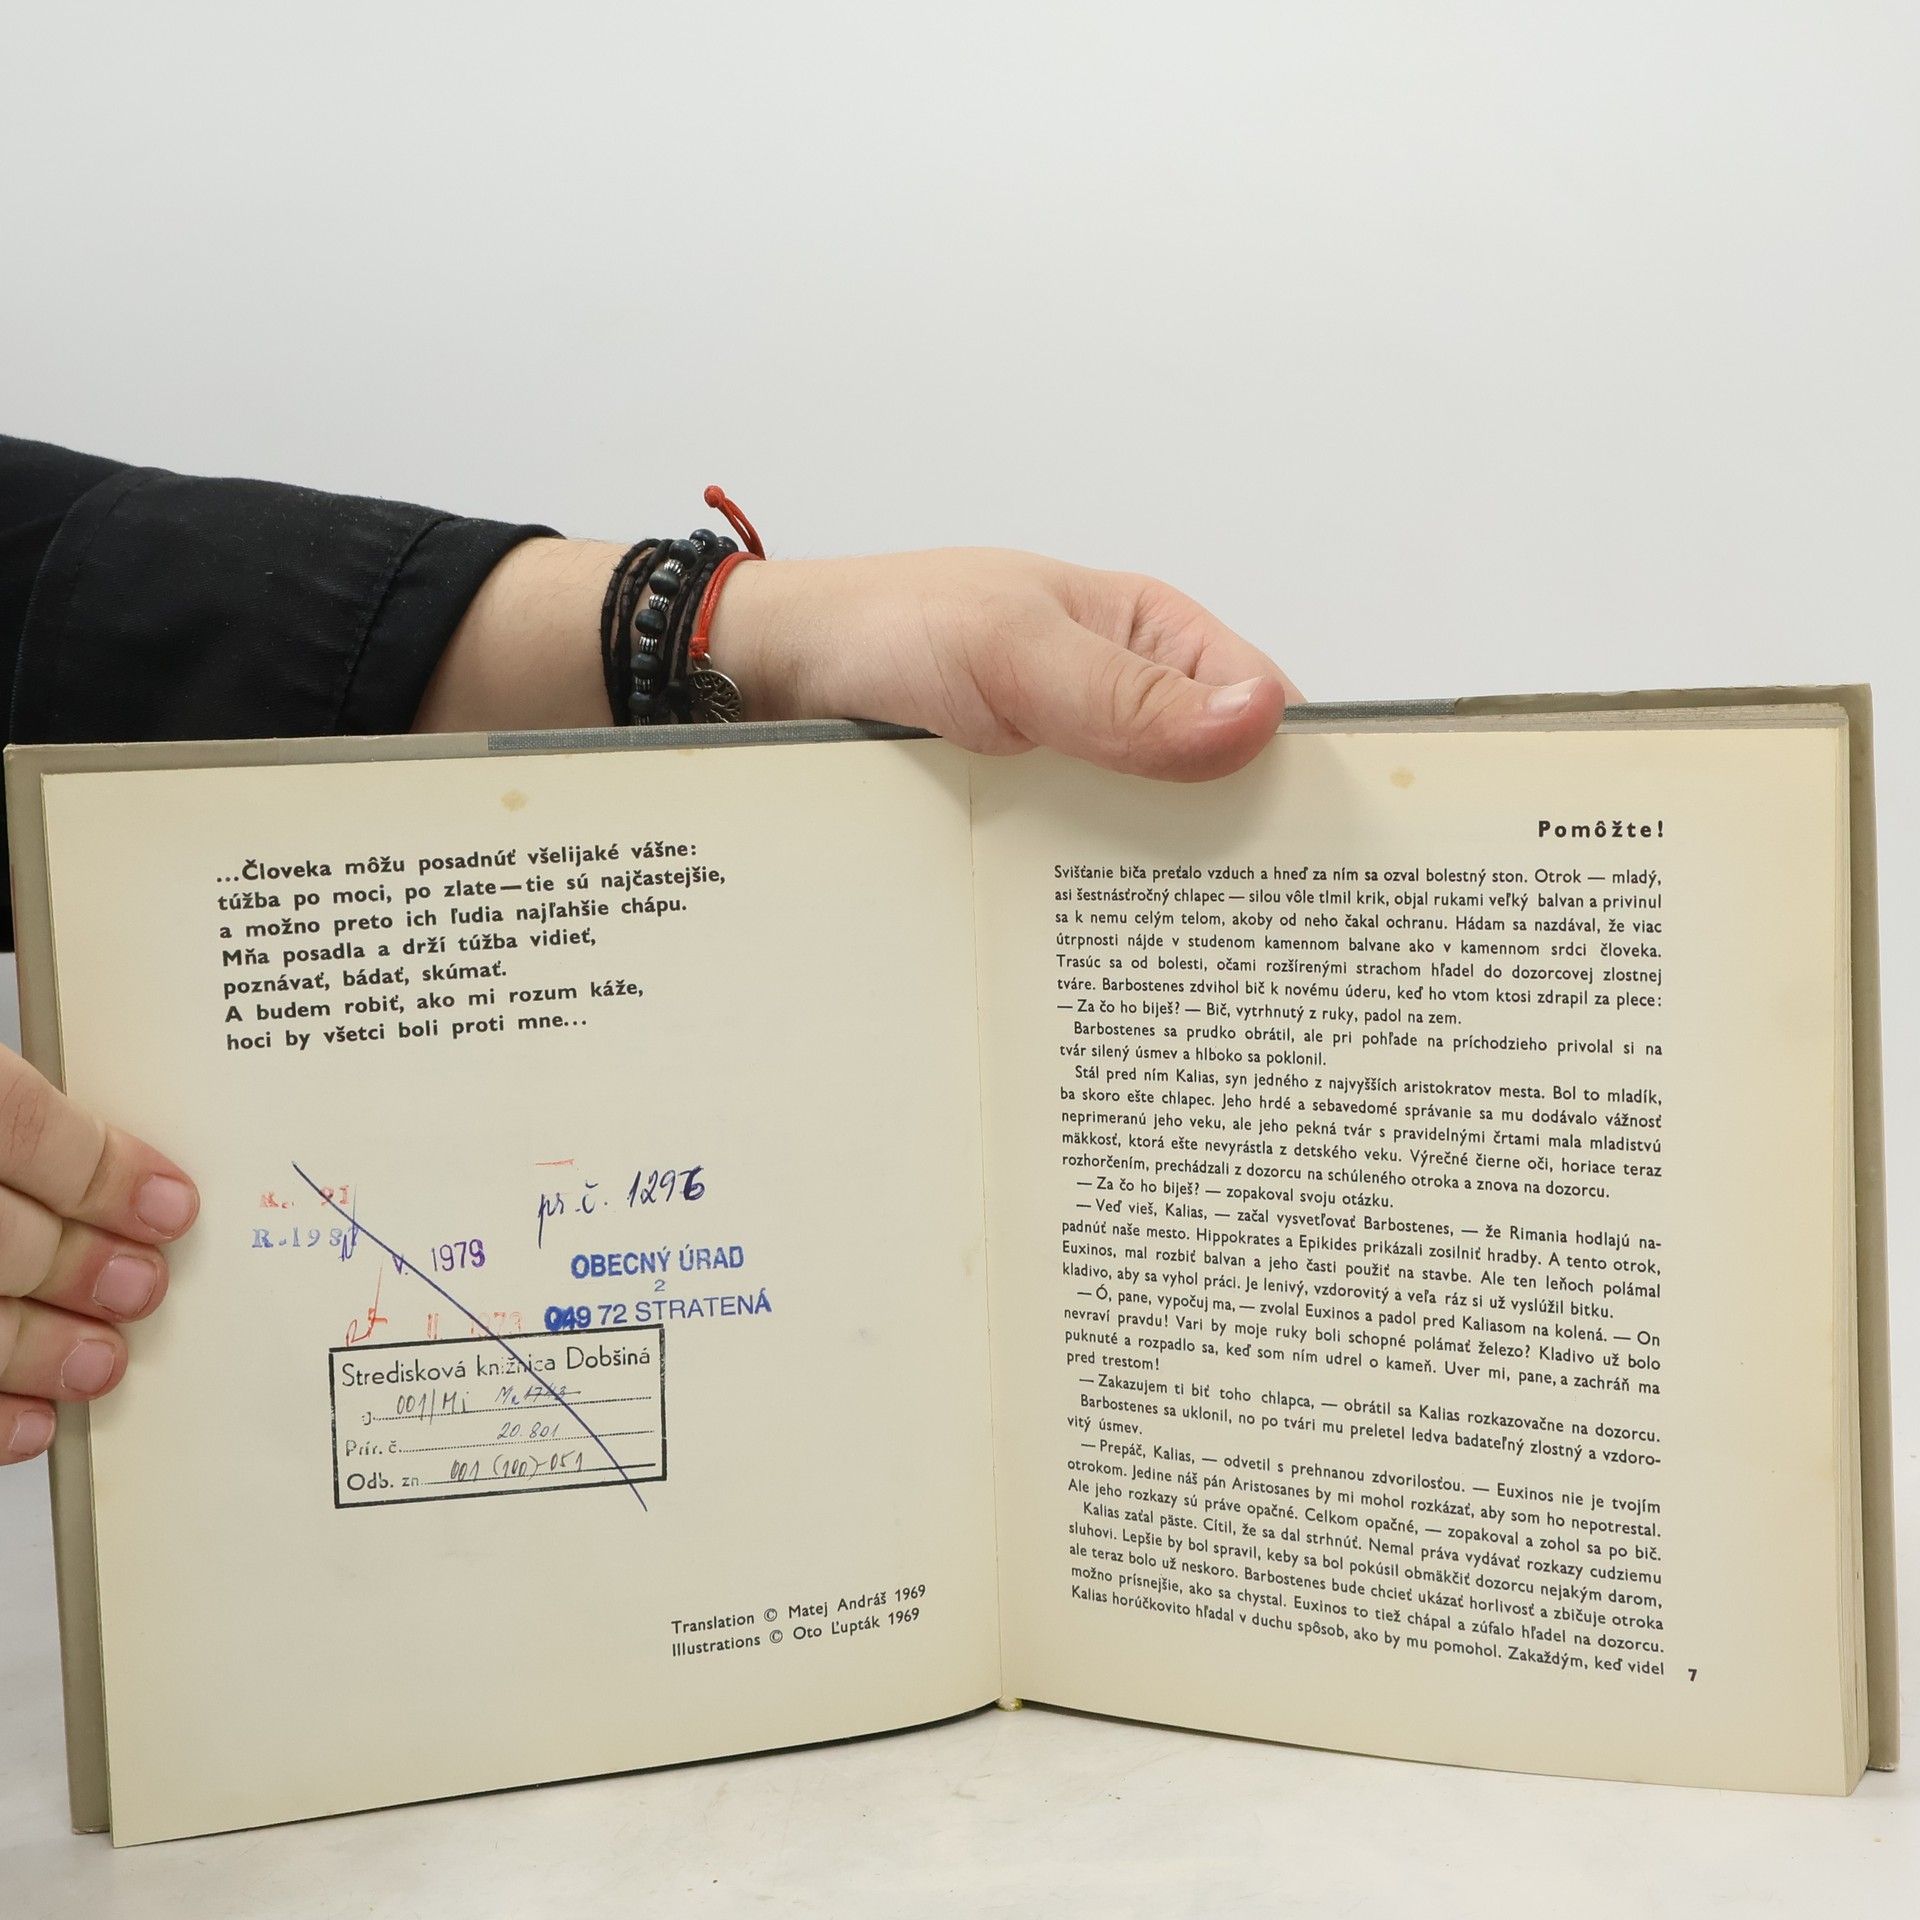 ...Človeka môžu posadnúť všelijaké vášne:
túžba po moci, po zlate — tie sú najčastejšie,
a možno preto ich ľudia najľahšie chápu.
Mňa posadla a drží túžba vidieť,
poznávať, bádať, skúmať.
A budem robiť, ako mi rozum káže,
hoci by všetci boli proti mne...
pr. č. 1296
R. 198
V. 1979
OBECNÝ ÚRAD
2
049 72 STRATENÁ
Stredisková knižnica Dobšiná
001/Mi
Prír. č. 20.801
Odb. zn. 001 (100)-051
Translation © Matej Andráš 1969
Illustrations © Oto Ľupták 1969
Pomôžte!
Svišťanie biča preťalo vzduch a hneď za ním sa ozval bolestný ston. Otrok — mladý,
asi šestnásťročný chlapec — silou vôle tlmil krik, objal rukami veľký balvan a privinul
sa k nemu celým telom, akoby od neho čakal ochranu. Hádam sa nazdával, že viac
útrpnosti nájde v studenom kamennom balvane ako v kamennom srdci človeka.
Trasúc sa od bolesti, očami rozšírenými strachom hľadel do dozorcovej zlostnej
tváre. Barbostenes zdvihol bič k novému úderu, keď ho vtom ktosi zdrapil za plece:
— Za čo ho biješ? — Bič, vytrhnutý z ruky, padol na zem.
Barbostenes sa prudko obrátil, ale pri pohľade na príchodzieho privolal si na
tvár silený úsmev a hlboko sa poklonil.
Stál pred ním Kalias, syn jedného z najvyšších aristokratov mesta. Bol to mladík,
ba skoro ešte chlapec. Jeho hrdé a sebavedomé správanie sa mu dodávalo vážnosť
neprimeranú jeho veku, ale jeho pekná tvár s pravidelnými črtami mala mladistvú
mäkkosť, ktorá ešte nevyrástla z detského veku. Výrečné čierne oči, horiace teraz
rozhorčením, prechádzali z dozorcu na schúleného otroka a znova na dozorcu.
— Za čo ho biješ? — zopakoval svoju otázku.
— Veď vieš, Kalias, — začal vysvetľovať Barbostenes, — že Rimania hodlajú na-
padnúť naše mesto. Hippokrates a Epikides prikázali zosilniť hradby. A tento otrok,
Euxinos, mal rozbiť balvan a jeho časti použiť na stavbe. Ale ten leňoch polámal
kladivo, aby sa vyhol práci. Je lenivý, vzdorovitý a veľa ráz si už vyslúžil bitku.
— Ó, pane, vypočuj ma, — zvolal Euxinos a padol pred Kaliasom na kolená. — On
nevraví pravdu! Vari by moje ruky boli schopné polámať železo? Kladivo už bolo
puknuté a rozpadlo sa, keď som ním udrel o kameň. Uver mi, pane, a zachráň ma
pred trestom!
— Zakazujem ti biť toho chlapca, — obrátil sa Kalias rozkazovačne na dozorcu.
Barbostenes sa uklonil, no po tvári mu preletel ledva badateľný zlostný a vzdoro-
vitý úsmev.
— Prepáč, Kalias, — odvetil s prehnanou zdvorilosťou. — Euxinos nie je tvojím
otrokom. Jedine náš pán Aristosanes by mi mohol rozkázať, aby som ho nepotrestal.
Ale jeho rozkazy sú práve opačné. Celkom opačné, — zopakoval a zohol sa po bič.
Kalias zaťal päste. Cítil, že sa dal strhnúť. Nemal práva vydávať rozkazy cudziemu
sluhovi. Lepšie by bol spravil, keby sa bol pokúsil obmäkčiť dozorcu nejakým darom,
ale teraz bolo už neskoro. Barbostenes bude chcieť ukázať horlivosť a zbičuje otroka
možno prísnejšie, ako sa chystal. Euxinos to tiež chápal a zúfalo hľadel na dozorcu.
Kalias horúčkovito hľadal v duchu spôsob, ako by mu pomohol. Zakaždým, keď videl
7